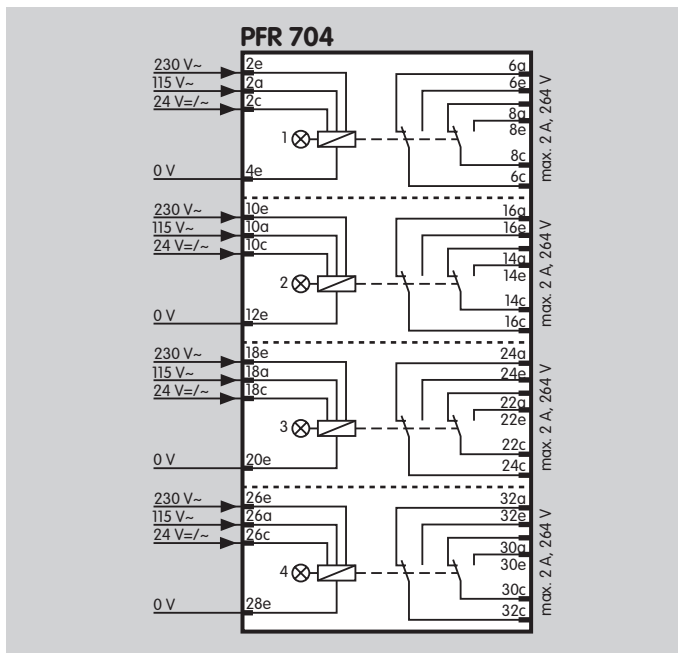 PFR 704
230 V~ 2e 6a
115 V~ 2a 6e
24 V=/~ 2c
8a
1 8e
8c
0 V 4e 6c
max. 2 A, 264 V
230 V~ 10e 16a
115 V~ 10a 16e
24 V=/~ 10c
14a
2 14e
14c
0 V 12e 16c
max. 2 A, 264 V
230 V~ 18e 24a
115 V~ 18a 24e
24 V=/~ 18c
22a
3 22e
22c
0 V 20e 24c
max. 2 A, 264 V
230 V~ 26e 32a
115 V~ 26a 32e
24 V=/~ 26c
30a
4 30e
30c
0 V 28e 32c
max. 2 A, 264 V